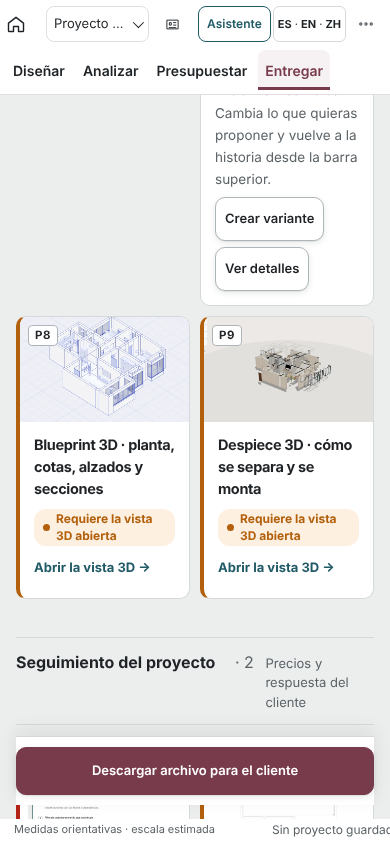 Proyecto ...
Asistente
ES · EN · ZH
Diseñar Analizar Presupuestar Entregar
Cambia lo que quieras
proponer y vuelve a la
historia desde la barra
superior.
Crear variante
Ver detalles
P8
Blueprint 3D · planta,
cotas, alzados y
secciones
Requiere la vista
3D abierta
Abrir la vista 3D →
P9
Despiece 3D · cómo
se separa y se
monta
Requiere la vista
3D abierta
Abrir la vista 3D →
Seguimiento del proyecto · 2 Precios y
respuesta del
cliente
Descargar archivo para el cliente
Medidas orientativas · escala estimada
Sin proyecto guardad